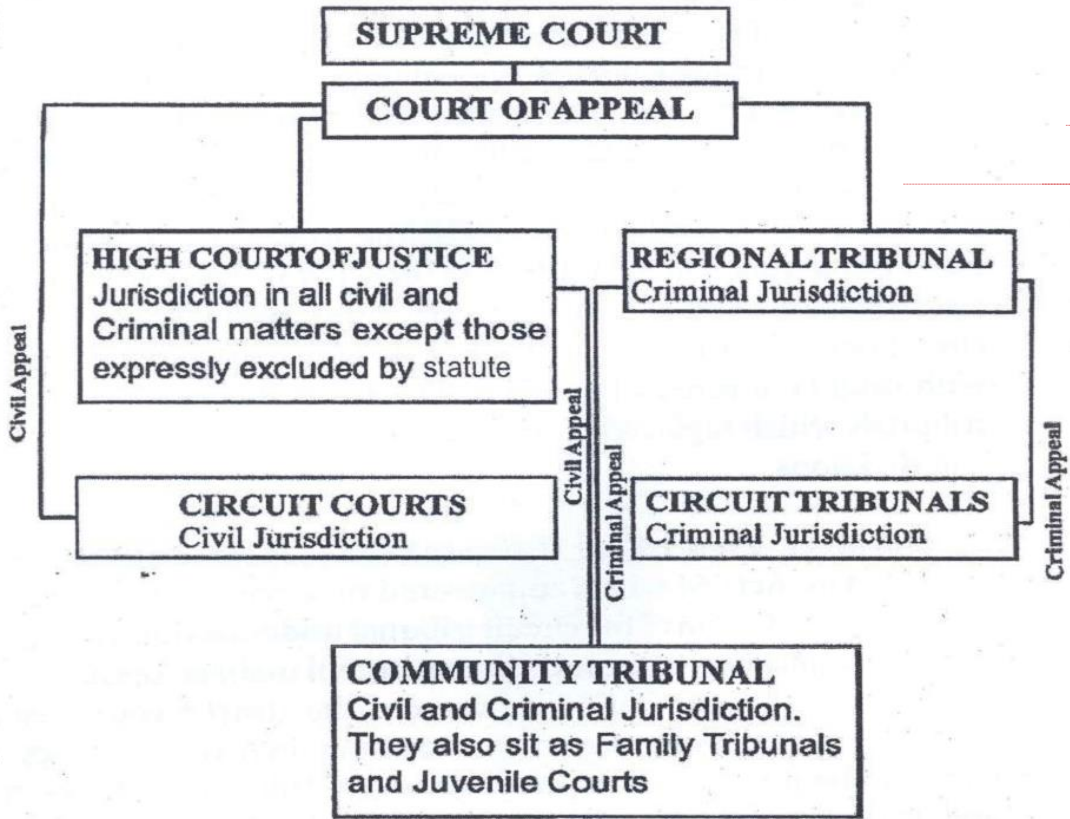 SUPREME COURT
COURT OFAPPEAL
HIGH COURTOFJUSTICE
Jurisdiction in all civil and
Criminal matters except those
expressly excluded by statute
REGIONALTRIBUNAL
Criminal Jurisdiction
Civil Appeal
CIRCUIT COURTS
Civil Jurisdiction
Civil Appeal
Criminal Appeal
CIRCUIT TRIBUNALS
Criminal Jurisdiction
Criminal Appeal
COMMUNITY TRIBUNAL
Civil and Criminal Jurisdiction.
They also sit as Family Tribunals
and Juvenile Courts